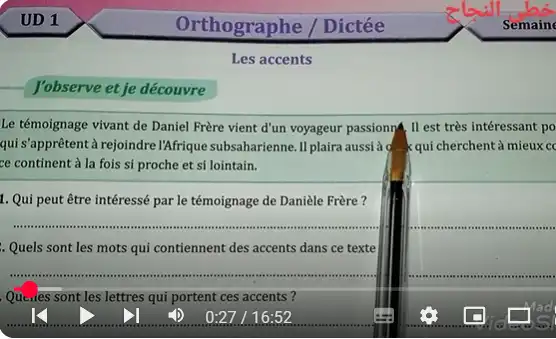 خطى النجاح
UD 1
Orthographe / Dictée
Semaine
Les accents
J'observe et je découvre
Le témoignage vivant de Daniel Frère vient d'un voyageur Il est très intéressant
qui s'apprêtent à rejoindre l'Afrique subsaharienne. Il plaira aussi à qui cherchent à mieux
ce continent à la fois si proche et si lointain.
1. Qui peut être intéressé par le témoignage de Danièle Frère ?
. Quels sont les mots qui contiennent des accents dans ce texte
. Quelles sont les lettres qui portent ces accents ?
0:27 / 16:52